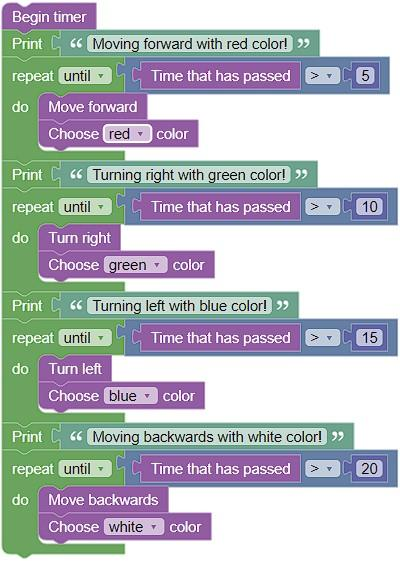 Begin timer
Print “ Moving forward with red color! ”
repeat until Time that has passed > 5
do Move forward
Choose red color
Print “ Turning right with green color! ”
repeat until Time that has passed > 10
do Turn right
Choose green color
Print “ Turning left with blue color! ”
repeat until Time that has passed > 15
do Turn left
Choose blue color
Print “ Moving backwards with white color! ”
repeat until Time that has passed > 20
do Move backwards
Choose white color